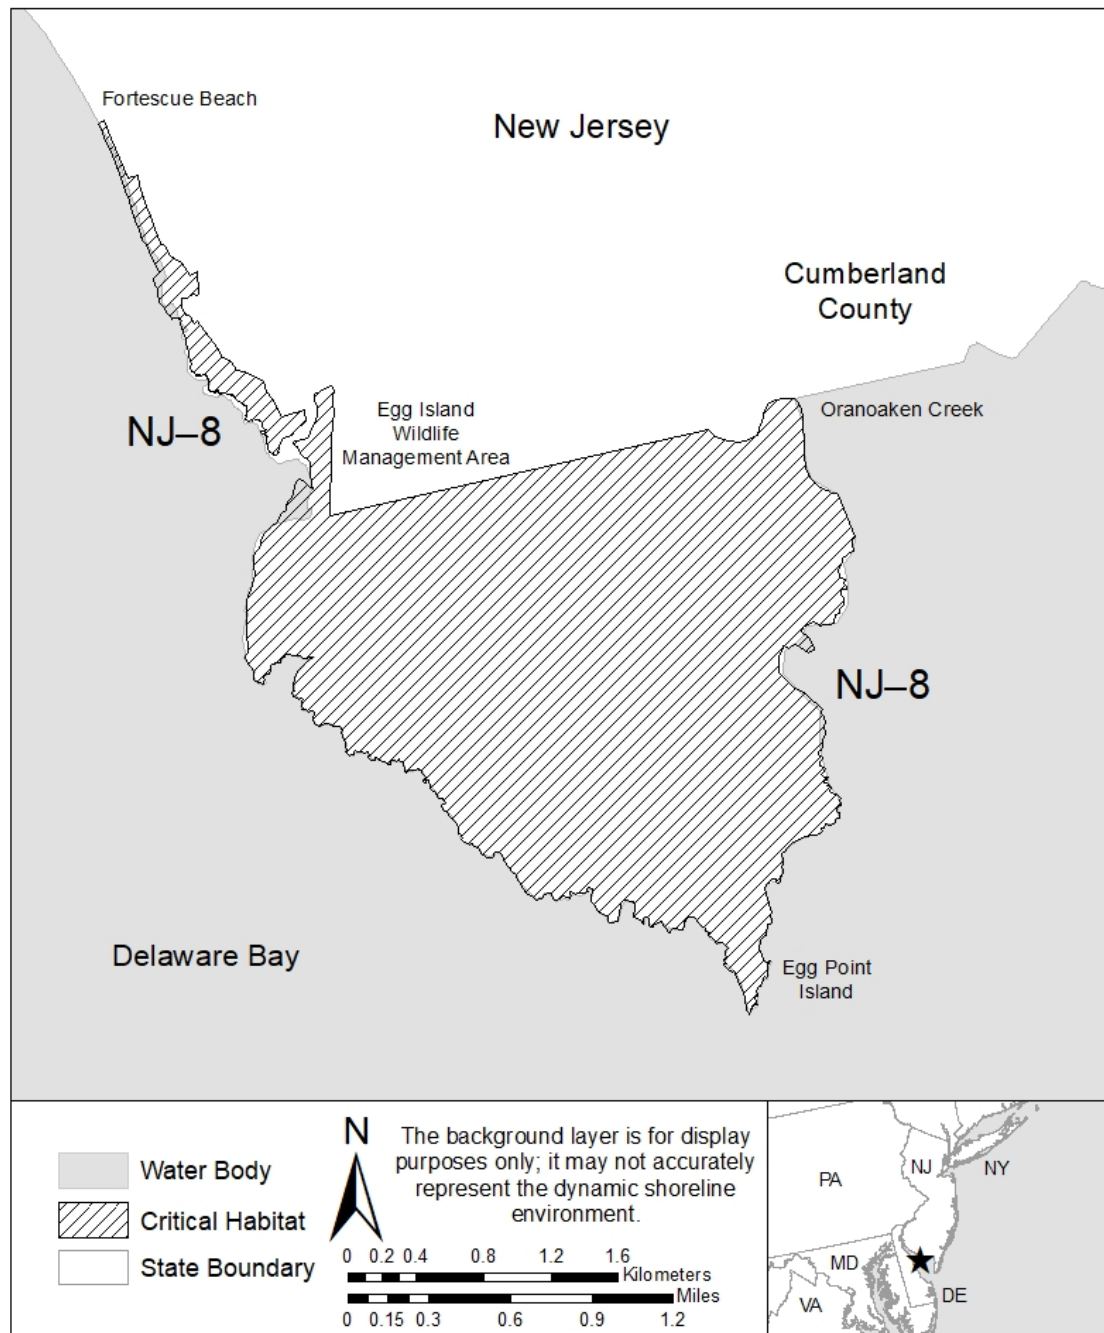 Fortescue Beach
New Jersey
Cumberland
County
NJ–8
Egg Island
Wildlife
Management Area
Oranoaken Creek
NJ–8
Delaware Bay
Egg Point
Island
Water Body
Critical Habitat
State Boundary
N
The background layer is for display
purposes only; it may not accurately
represent the dynamic shoreline
environment.
0 0.2 0.4 0.8 1.2 1.6
Kilometers
Miles
0 0.15 0.3 0.6 0.9 1.2
PA
NJ
NY
MD
VA
DE